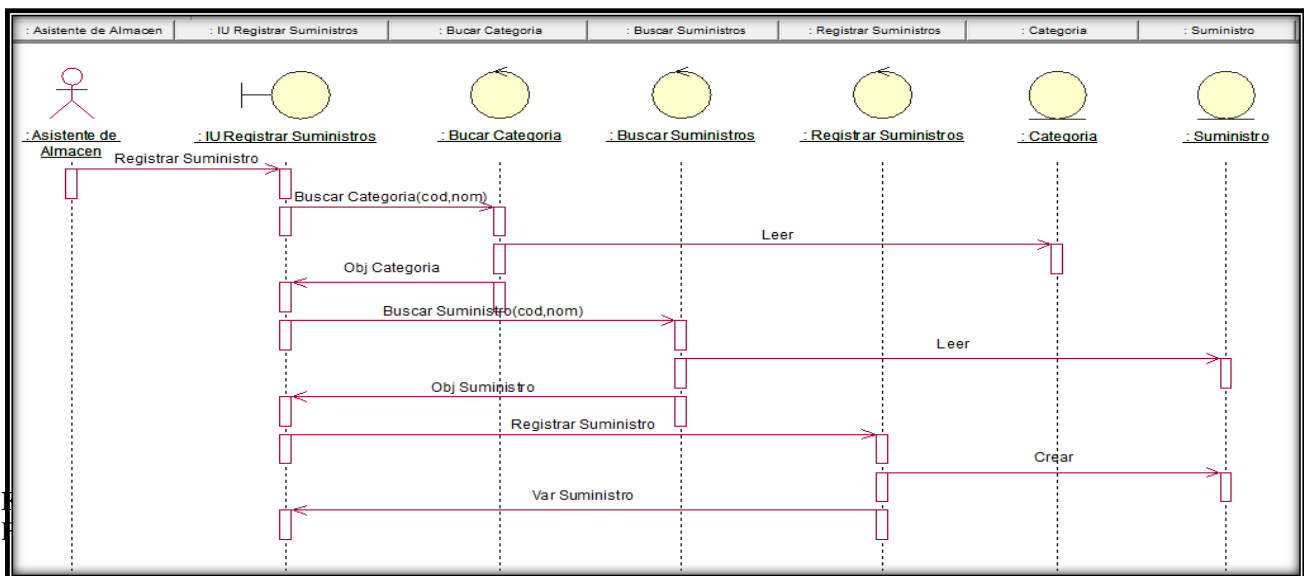 : Asistente de Almacen : IU Registrar Suministros : Bucar Categoria : Buscar Suministros : Registrar Suministros : Categoria : Suministro
: Asistente de
Almacen
: IU Registrar Suministros
: Bucar Categoria
: Buscar Suministros
: Registrar Suministros
: Categoria
: Suministro
Registrar Suministro
Buscar Categoria(cod,nom)
Leer
Obj Categoria
Buscar Suministro(cod,nom)
Leer
Obj Suministro
Registrar Suministro
Crear
Var Suministro